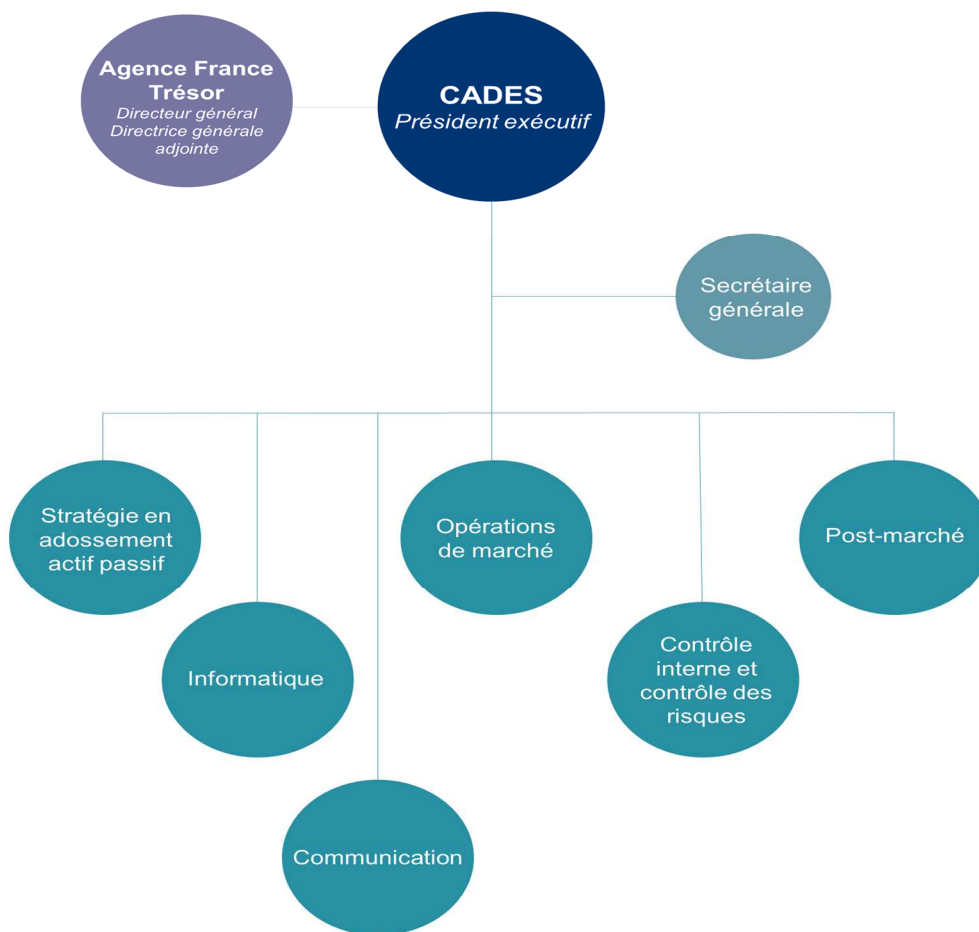 Agence France
Trésor
Directeur général
Directrice générale
adjointe
CADES
Président exécutif
Secrétaire
générale
Stratégie en
adossement
actif passif
Opérations
de marché
Post-marché
Informatique
Contrôle
interne et
contrôle des
risques
Communication